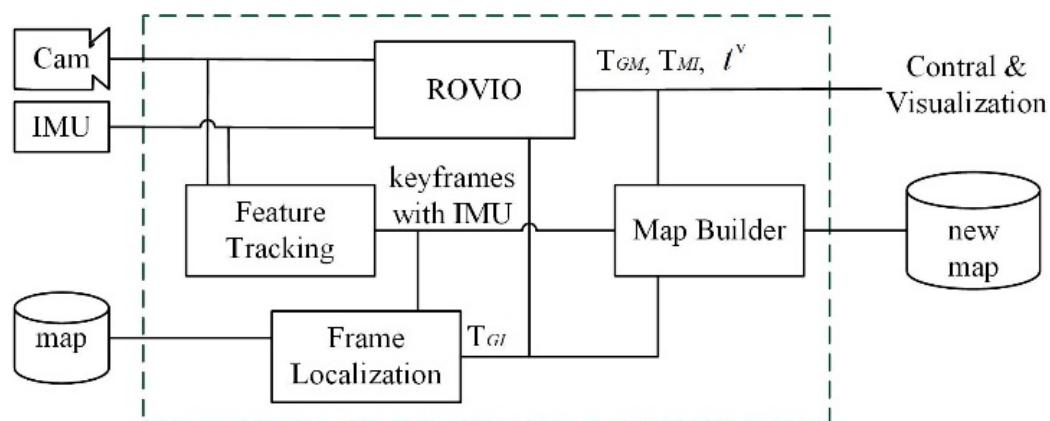 Cam
IMU
ROVIO
T_GM, T_MI, t^v
Contral &
Visualization
Feature
Tracking
keyframes
with IMU
Map Builder
new
map
map
Frame
Localization
T_GI